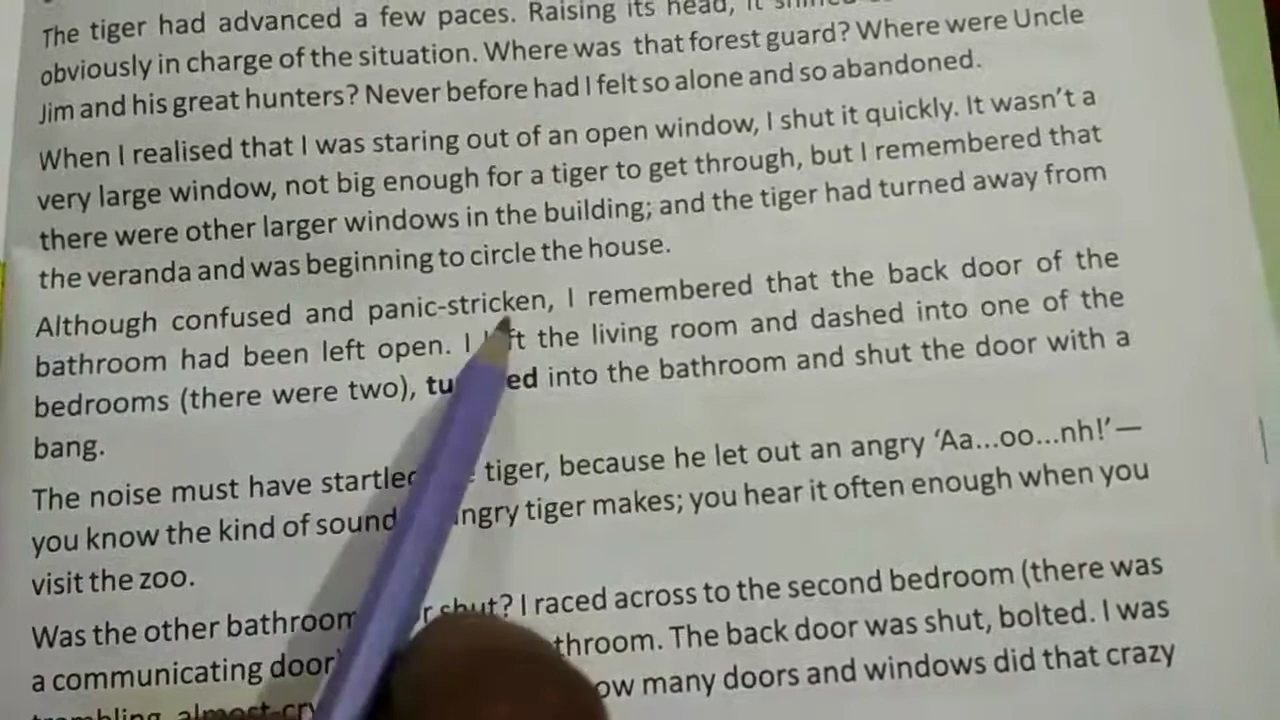 The tiger had advanced a few paces. Raising its head, it
obviously in charge of the situation. Where was that forest guard? Where were Uncle
Jim and his great hunters? Never before had I felt so alone and so abandoned.
When I realised that I was staring out of an open window, I shut it quickly. It wasn't a
very large window, not big enough for a tiger to get through, but I remembered that
there were other larger windows in the building; and the tiger had turned away from
the veranda and was beginning to circle the house.
Although confused and panic-stricken, I remembered that the back door of the
bathroom had been left open. I left the living room and dashed into one of the
bedrooms (there were two), into the bathroom and shut the door with a
bang.
The noise must have startled tiger, because he let out an angry 'Aa...oo...nh!'—
you know the kind of sound angry tiger makes; you hear it often enough when you
visit the zoo.
Was the other bathroom shut? I raced across to the second bedroom (there was
a communicating door) The back door was shut, bolted. I was
many doors and windows did that crazy